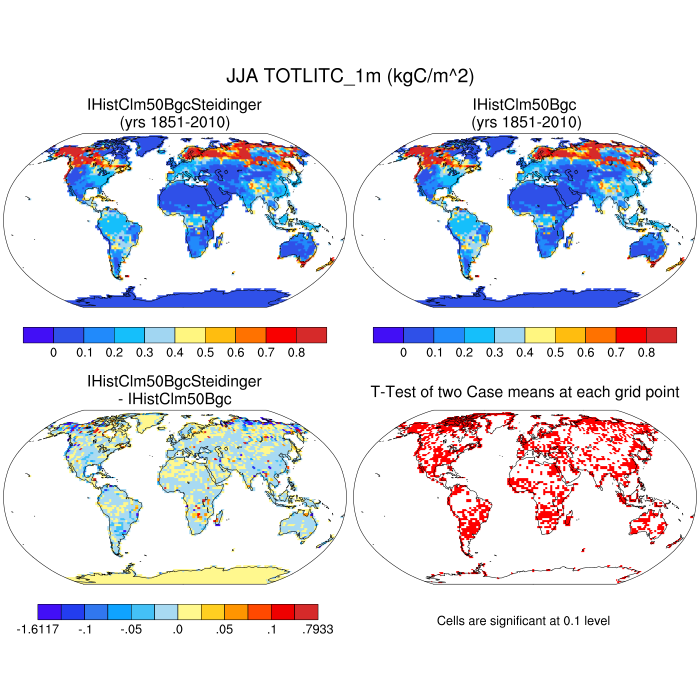 JJA TOTLITC_1m (kgC/m^2)
IHistClm50BgcSteidinger
(yrs 1851-2010)
IHistClm50Bgc
(yrs 1851-2010)
0 0.1 0.2 0.3 0.4 0.5 0.6 0.7 0.8
0 0.1 0.2 0.3 0.4 0.5 0.6 0.7 0.8
IHistClm50BgcSteidinger
- IHistClm50Bgc
T-Test of two Case means at each grid point
-1.6117 -.1 -.05 .0 .05 .1 .7933
Cells are significant at 0.1 level